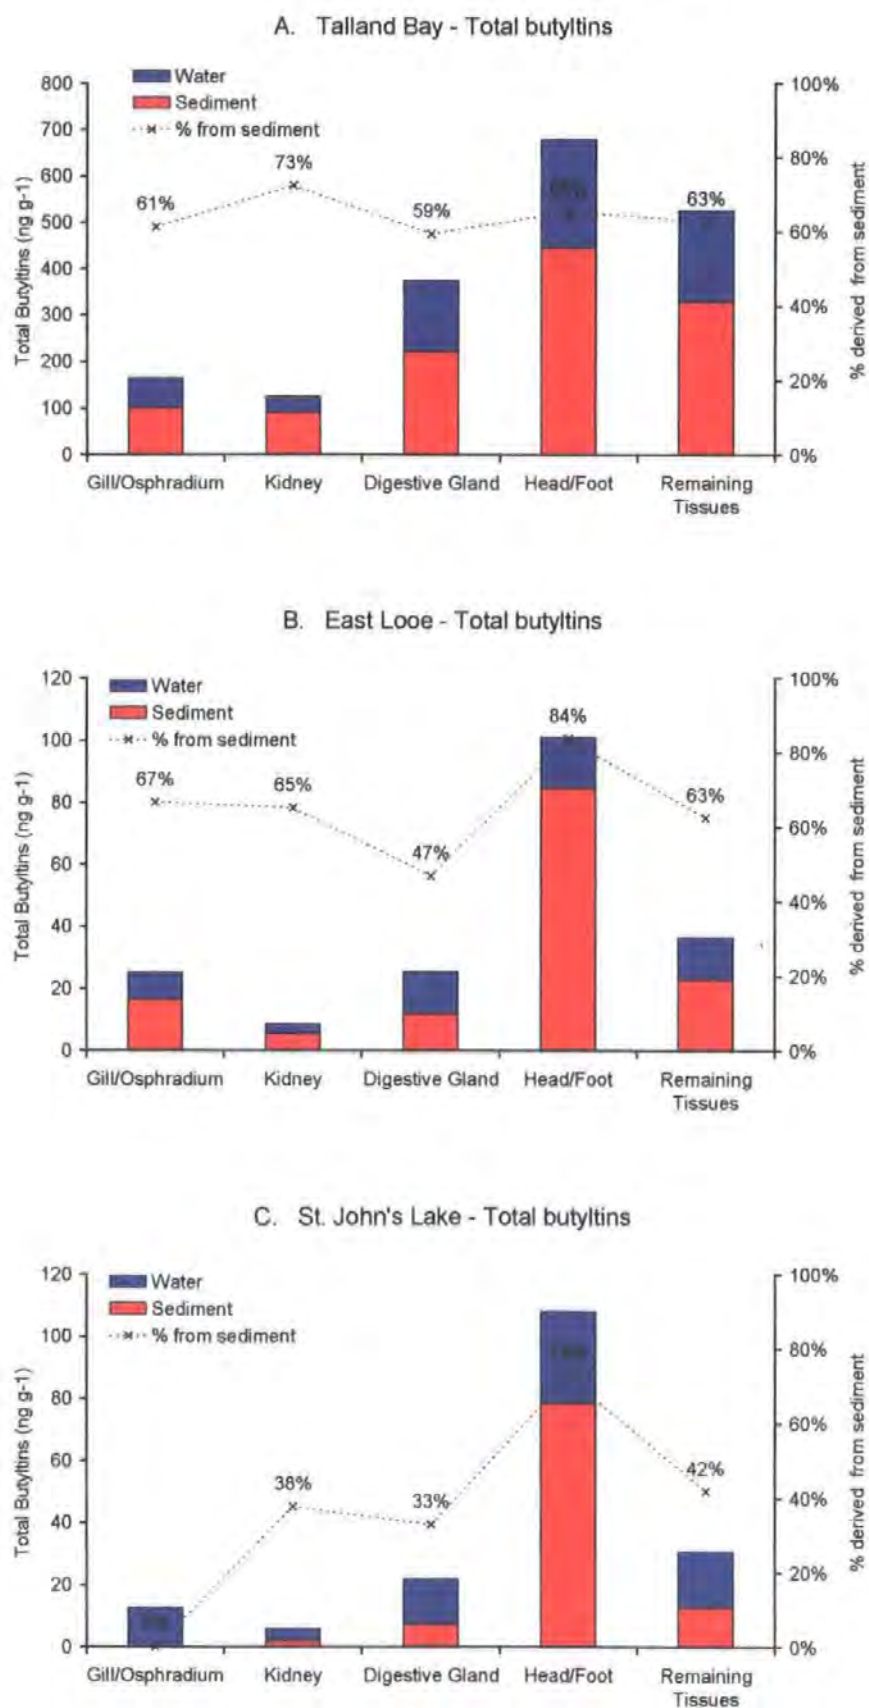 A. Talland Bay - Total butyltins
Water
Sediment
% from sediment
Total Butyltins (ng g-1)
800
700
600
500
400
300
200
100
0
61%
73%
59%
63%
100%
80%
60%
40%
20%
0%
% derived from sediment
Gill/Osphradium Kidney Digestive Gland Head/Foot Remaining
Tissues
B. East Looe - Total butyltins
Water
Sediment
% from sediment
Total Butyltins (ng g-1)
120
100
80
60
40
20
0
67%
65%
47%
84%
63%
100%
80%
60%
40%
20%
0%
% derived from sediment
Gill/Osphradium Kidney Digestive Gland Head/Foot Remaining
Tissues
C. St. John's Lake - Total butyltins
Water
Sediment
% from sediment
Total Butyltins (ng g-1)
120
100
80
60
40
20
0
38%
33%
42%
100%
80%
60%
40%
20%
0%
% derived from sediment
Gill/Osphradium Kidney Digestive Gland Head/Foot Remaining
Tissues